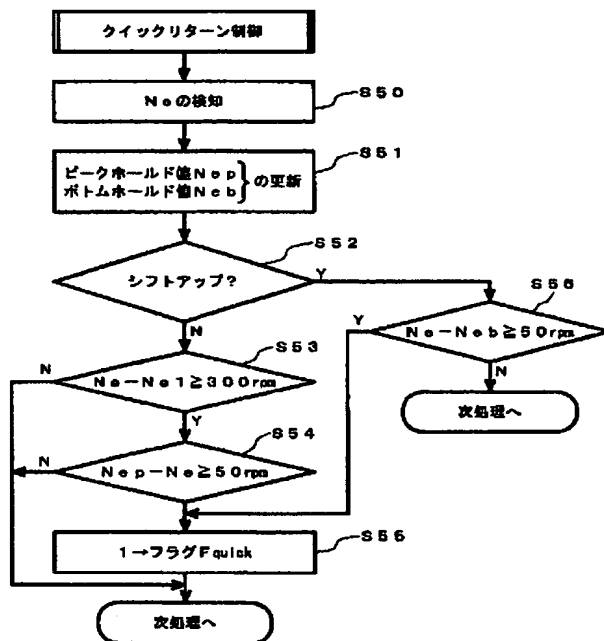 クイックリターン制御
S50
Neの検知
S51
ピークホールド値Nep
ボトムホールド値Neb
の更新
S52
シフトアップ?
Y
N
S56
Ne−Neb≧50rpm
Y
N
次処理へ
S53
Ne−Ne1≧300rpm
N
Y
S54
Nep−Ne≧50rpm
N
S55
1→フラグFquick
次処理へ